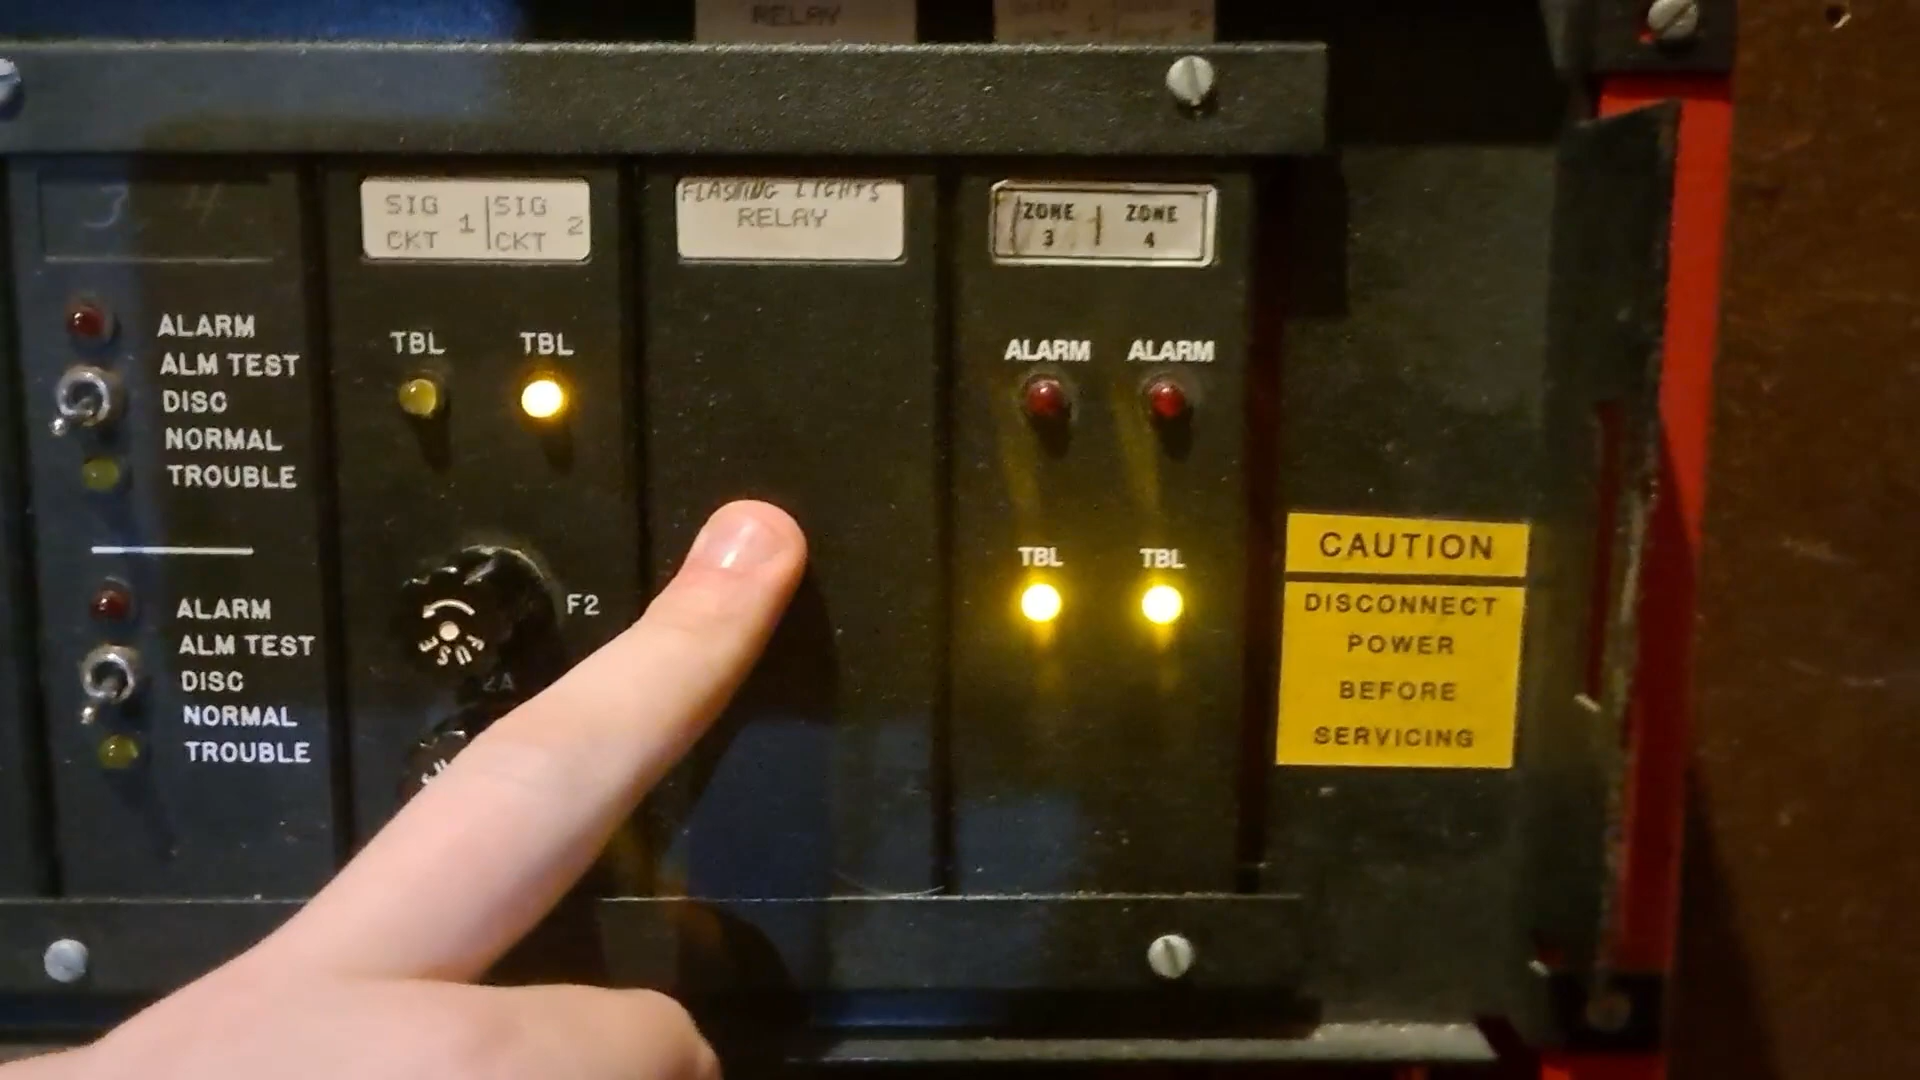 RELAY
3 4
SIG 1 | SIG 2
CKT CKT
FLASHING LIGHTS
RELAY
ZONE | ZONE
3 4
ALARM
ALM TEST
DISC
NORMAL
TROUBLE
ALARM
ALM TEST
DISC
NORMAL
TROUBLE
TBL TBL
F2
FUSE
2A
ALARM ALARM
TBL TBL
CAUTION
DISCONNECT
POWER
BEFORE
SERVICING